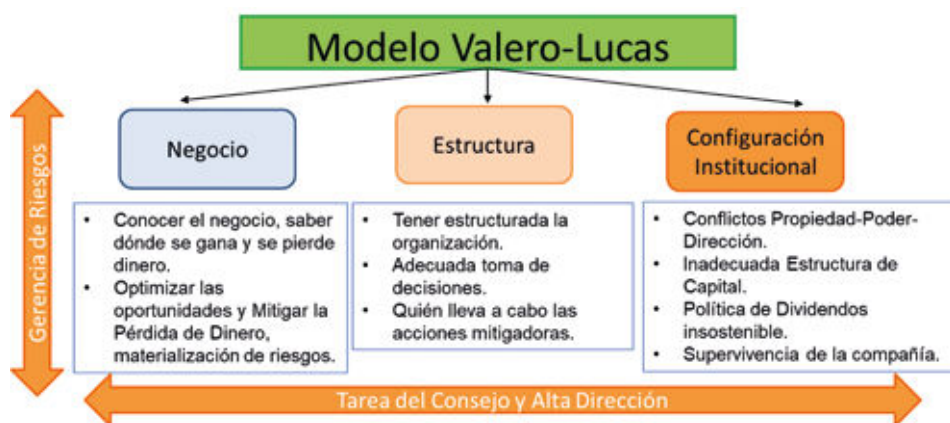 Modelo Valero-Lucas
Gerencia de Riesgos
Negocio
• Conocer el negocio, saber
dónde se gana y se pierde
dinero.
• Optimizar las
oportunidades y Mitigar la
Pérdida de Dinero,
materialización de riesgos.
Estructura
• Tener estructurada la
organización.
• Adecuada toma de
decisiones.
• Quién lleva a cabo las
acciones mitigadoras.
Configuración
Institucional
• Conflictos Propiedad-Poder-
Dirección.
• Inadecuada Estructura de
Capital.
• Política de Dividendos
insostenible.
• Supervivencia de la compañía.
Tarea del Consejo y Alta Dirección